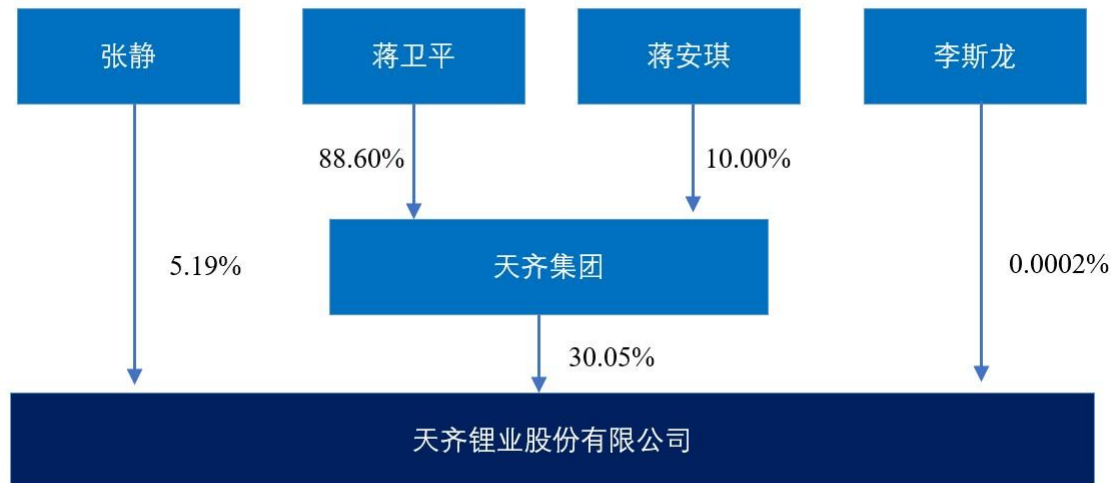 张静
蒋卫平
蒋安琪
李斯龙
88.60%
10.00%
天齐集团
5.19%
0.0002%
30.05%
天齐锂业股份有限公司